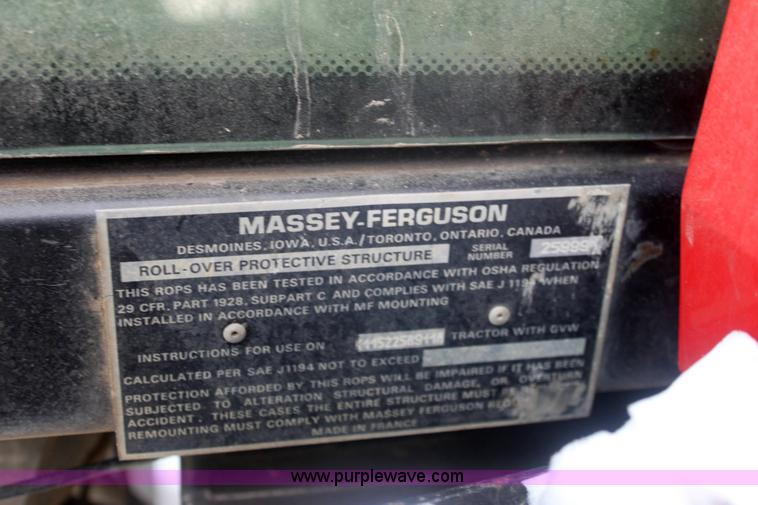 MASSEY-FERGUSON
DESMOINES, IOWA, U.S.A./TORONTO, ONTARIO, CANADA
ROLL-OVER PROTECTIVE STRUCTURE SERIAL NUMBER
THIS ROPS HAS BEEN TESTED IN ACCORDANCE WITH OSHA REGULATION
29 CFR. PART 1928, SUBPART C AND COMPLIES WITH SAE J 1194 WHEN
INSTALLED IN ACCORDANCE WITH MF MOUNTING
INSTRUCTIONS FOR USE ON TRACTOR WITH GVW
CALCULATED PER SAE J1194 NOT TO EXCEED
PROTECTION AFFORDED BY THIS ROPS WILL BE IMPAIRED IF IT HAS BEEN
SUBJECTED TO ALTERATION STRUCTURAL DAMAGE, OR OVERTURN
ACCIDENT. THESE CASES THE ENTIRE STRUCTURE MUST
REMOUNTING MUST COMPLY WITH MASSEY FERGUSON
MADE IN FRANCE
www.purplewave.com